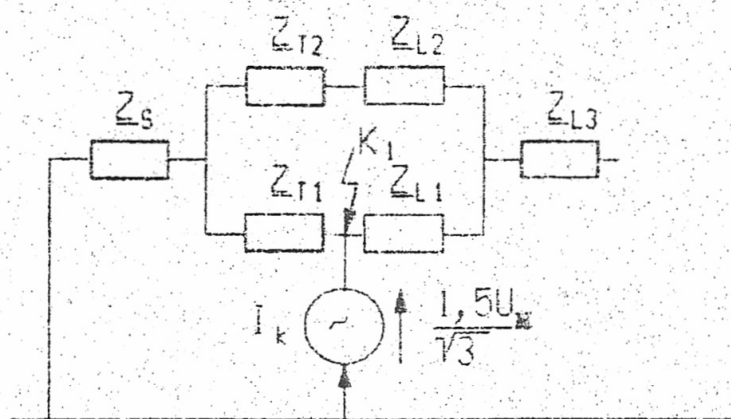 Z_T2
Z_L2
Z_S
Z_L3
K_1
Z_T1
Z_L1
I_k
~
1,5U_n
√3